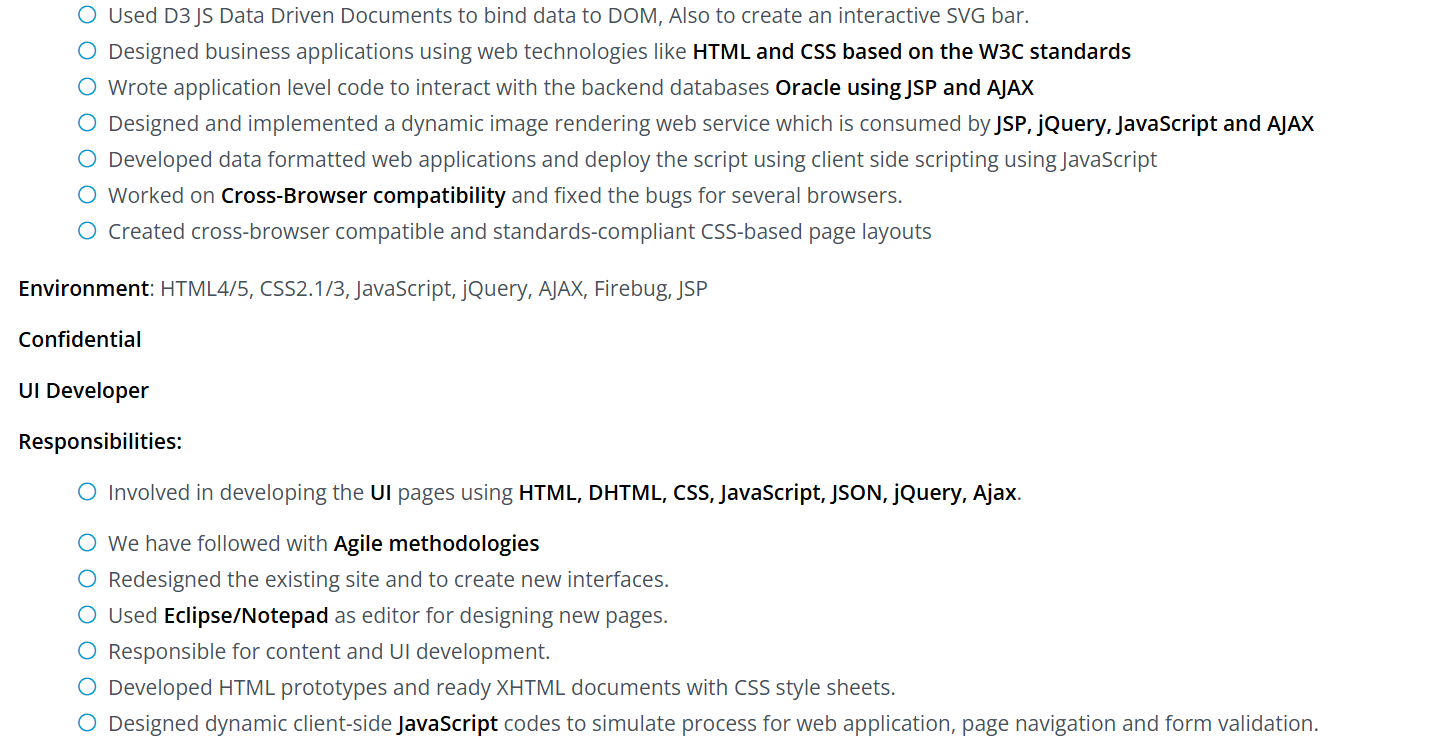 Used D3 JS Data Driven Documents to bind data to DOM, Also to create an interactive SVG bar.
Designed business applications using web technologies like HTML and CSS based on the W3C standards
Wrote application level code to interact with the backend databases Oracle using JSP and AJAX
Designed and implemented a dynamic image rendering web service which is consumed by JSP, jQuery, JavaScript and AJAX
Developed data formatted web applications and deploy the script using client side scripting using JavaScript
Worked on Cross-Browser compatibility and fixed the bugs for several browsers.
Created cross-browser compatible and standards-compliant CSS-based page layouts
Environment: HTML4/5, CSS2.1/3, JavaScript, jQuery, AJAX, Firebug, JSP
Confidential
UI Developer
Responsibilities:
Involved in developing the UI pages using HTML, DHTML, CSS, JavaScript, JSON, jQuery, Ajax.
We have followed with Agile methodologies
Redesigned the existing site and to create new interfaces.
Used Eclipse/Notepad as editor for designing new pages.
Responsible for content and UI development.
Developed HTML prototypes and ready XHTML documents with CSS style sheets.
Designed dynamic client-side JavaScript codes to simulate process for web application, page navigation and form validation.